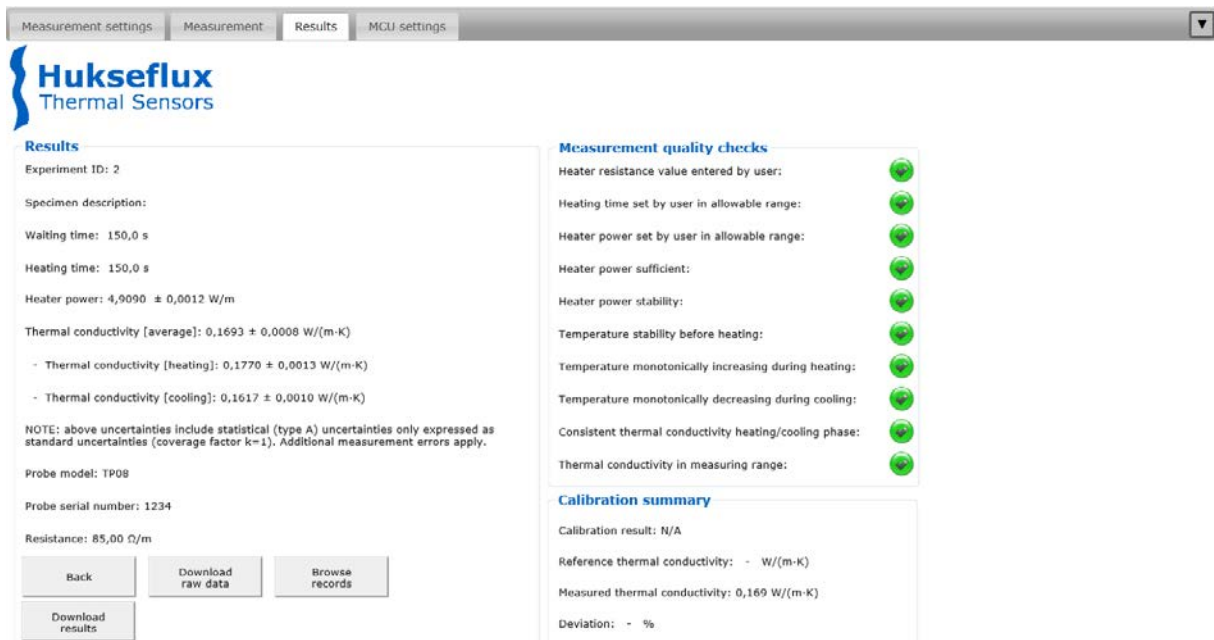 Measurement settings
Measurement
Results
MCU settings
Hukseflux
Thermal Sensors
Results
Experiment ID: 2
Specimen description:
Waiting time: 150,0 s
Heating time: 150,0 s
Heater power: 4,9090 ± 0,0012 W/m
Thermal conductivity [average]: 0,1693 ± 0,0008 W/(m·K)
- Thermal conductivity [heating]: 0,1770 ± 0,0013 W/(m·K)
- Thermal conductivity [cooling]: 0,1617 ± 0,0010 W/(m·K)
NOTE: above uncertainties include statistical (type A) uncertainties only expressed as
standard uncertainties (coverage factor k=1). Additional measurement errors apply.
Probe model: TP08
Probe serial number: 1234
Resistance: 85,00 Ω/m
Back
Download
raw data
Browse
records
Download
results
Measurement quality checks
Heater resistance value entered by user:
Heating time set by user in allowable range:
Heater power set by user in allowable range:
Heater power sufficient:
Heater power stability:
Temperature stability before heating:
Temperature monotonically increasing during heating:
Temperature monotonically decreasing during cooling:
Consistent thermal conductivity heating/cooling phase:
Thermal conductivity in measuring range:
Calibration summary
Calibration result: N/A
Reference thermal conductivity: - W/(m·K)
Measured thermal conductivity: 0,169 W/(m·K)
Deviation: - %